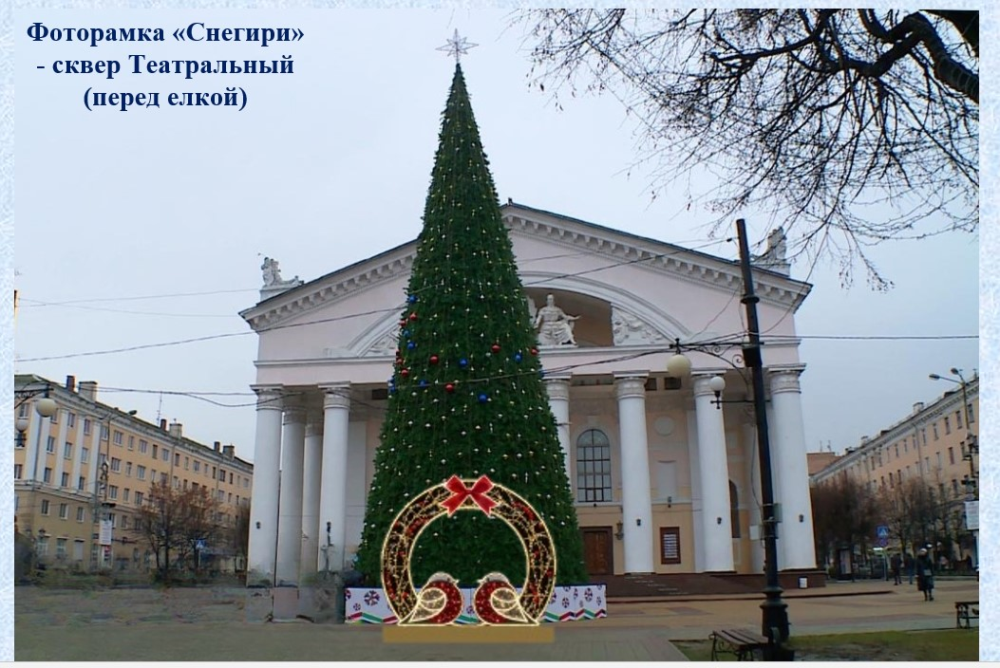 Фоторамка «Снегири»
- сквер Театральный
(перед елкой)